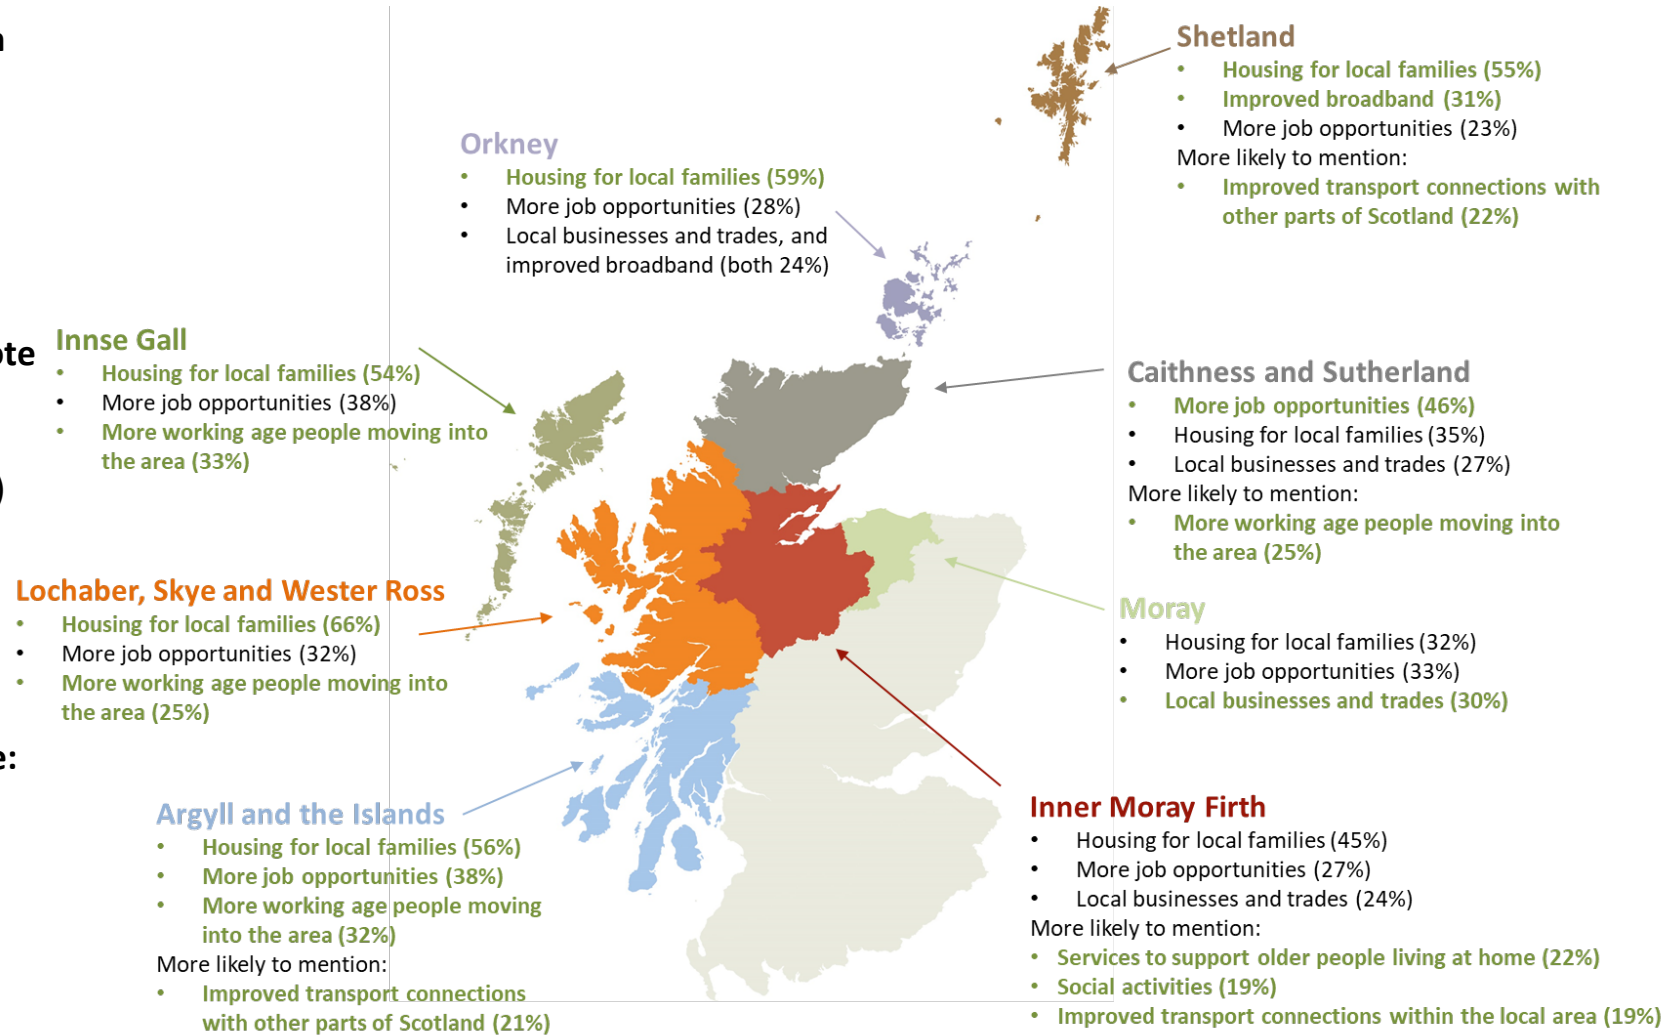 Shetland
• Housing for local families (55%)
• Improved broadband (31%)
• More job opportunities (23%)
More likely to mention:
• Improved transport connections with
other parts of Scotland (22%)
Orkney
• Housing for local families (59%)
• More job opportunities (28%)
• Local businesses and trades, and
improved broadband (both 24%)
Innse Gall
• Housing for local families (54%)
• More job opportunities (38%)
• More working age people moving into
the area (33%)
Caithness and Sutherland
• More job opportunities (46%)
• Housing for local families (35%)
• Local businesses and trades (27%)
More likely to mention:
• More working age people moving into
the area (25%)
Lochaber, Skye and Wester Ross
• Housing for local families (66%)
• More job opportunities (32%)
• More working age people moving into
the area (25%)
Moray
• Housing for local families (32%)
• More job opportunities (33%)
• Local businesses and trades (30%)
Argyll and the Islands
• Housing for local families (56%)
• More job opportunities (38%)
• More working age people moving
into the area (32%)
More likely to mention:
• Improved transport connections
with other parts of Scotland (21%)
Inner Moray Firth
• Housing for local families (45%)
• More job opportunities (27%)
• Local businesses and trades (24%)
More likely to mention:
• Services to support older people living at home (22%)
• Social activities (19%)
• Improved transport connections within the local area (19%)